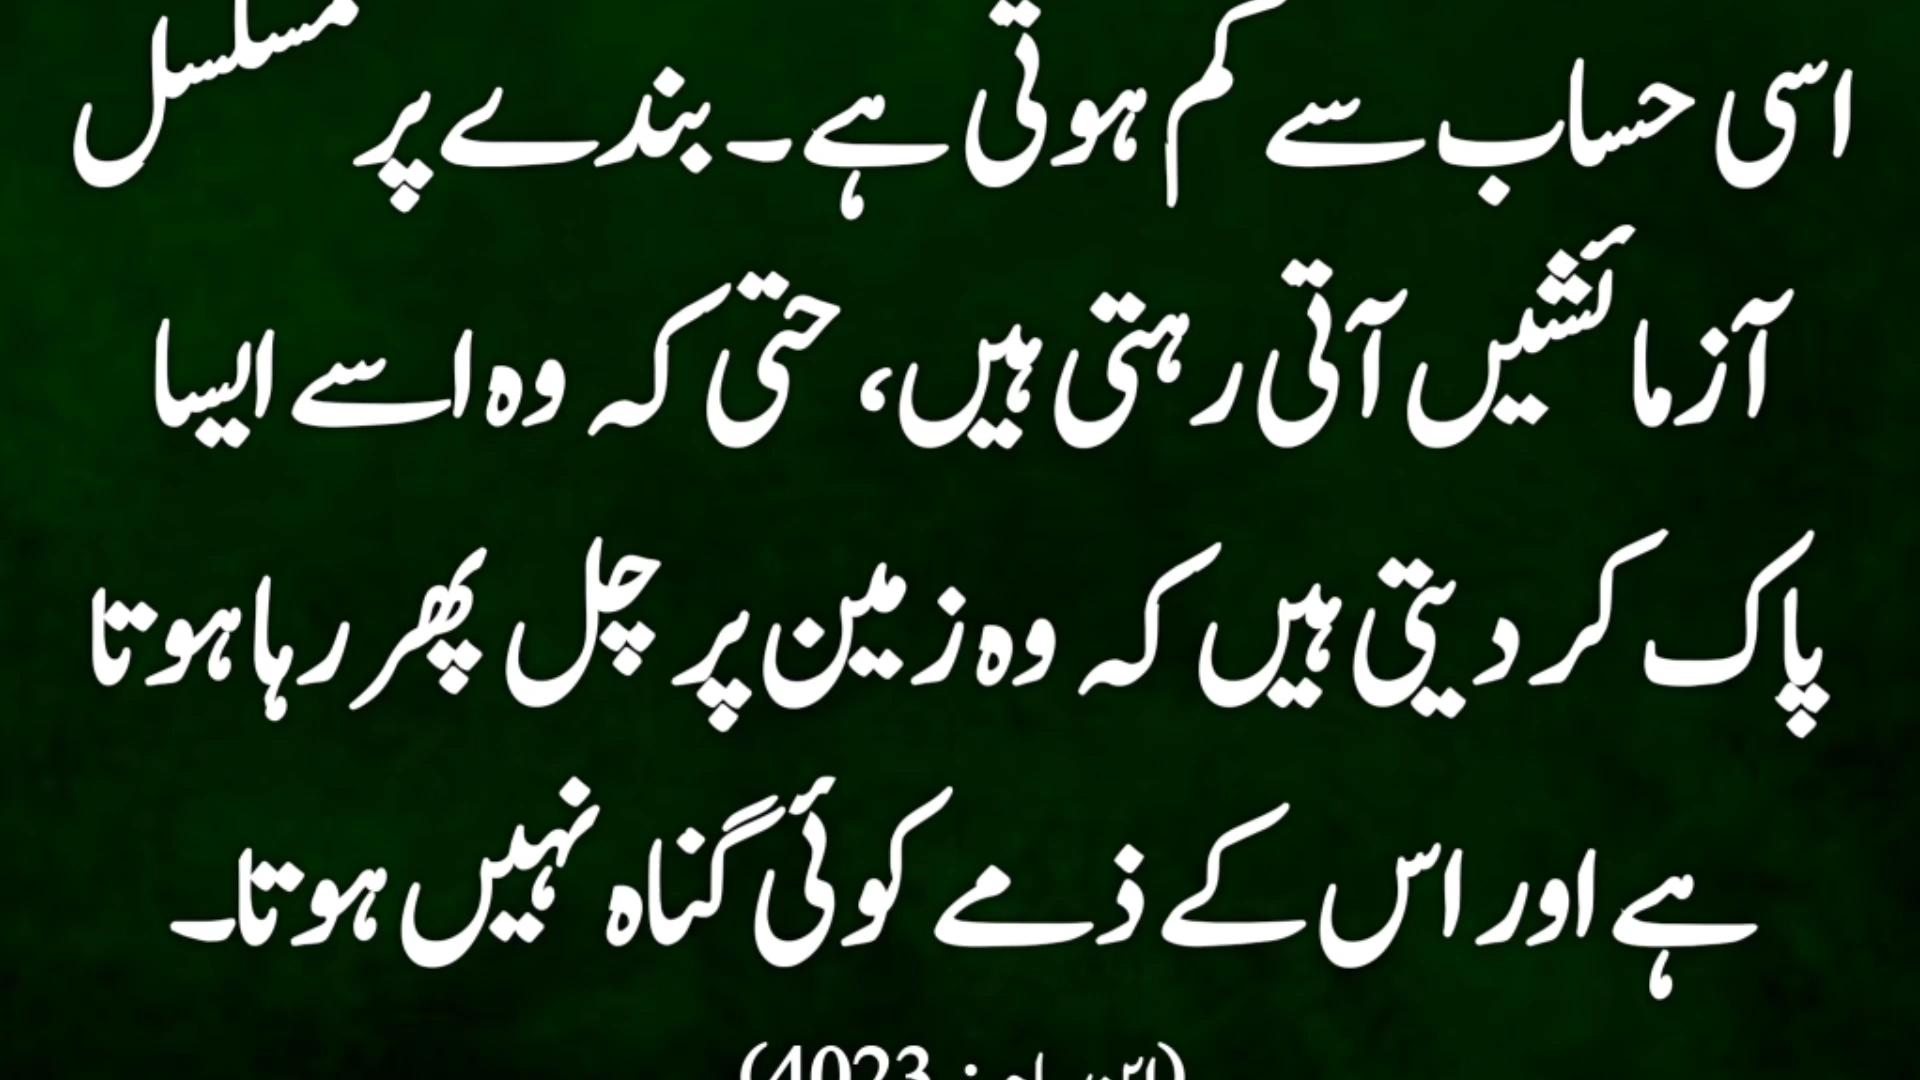 اسی حساب سے کم ہوتی ہے۔ بندے پر مسلسل
آزمائشیں آتی رہتی ہیں، حتی کہ وہ اسے ایسا
پاک کر دیتی ہیں کہ وہ زمین پر چل پھر رہا ہوتا
ہے اور اس کے ذمے کوئی گناہ نہیں ہوتا۔
(ابن ماجہ: 4023)